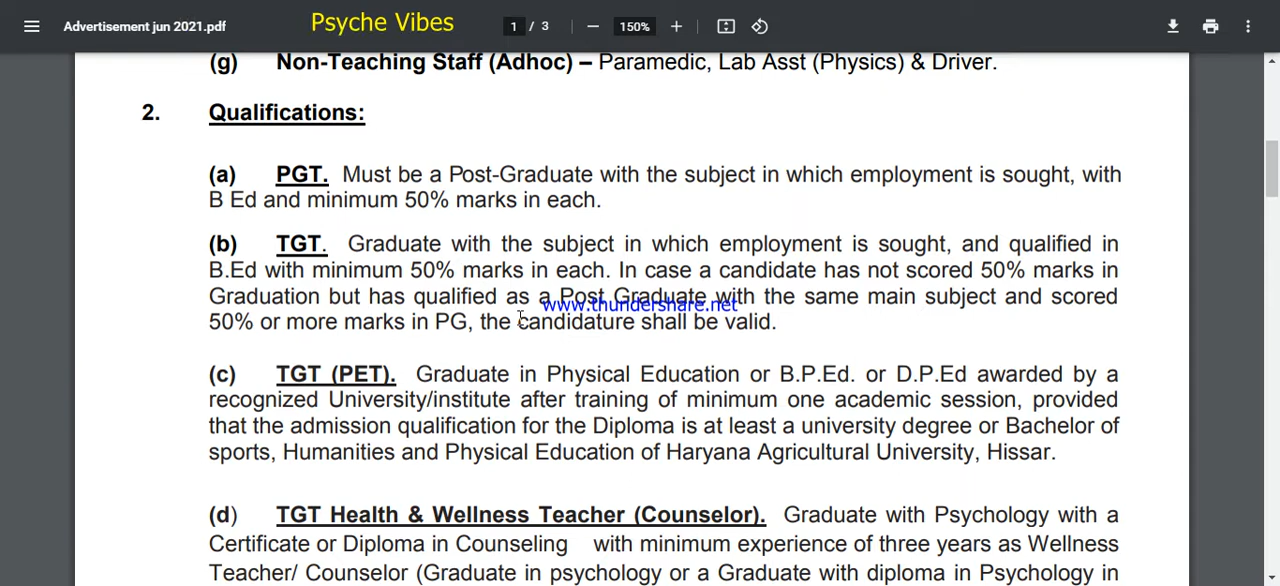 Advertisement jun 2021.pdf Psyche Vibes 1 / 3 150%
(g) Non-Teaching Staff (Adhoc) – Paramedic, Lab Asst (Physics) & Driver.
2. Qualifications:
(a) PGT. Must be a Post-Graduate with the subject in which employment is sought, with
B Ed and minimum 50% marks in each.
(b) TGT. Graduate with the subject in which employment is sought, and qualified in
B.Ed with minimum 50% marks in each. In case a candidate has not scored 50% marks in
Graduation but has qualified as a Post Graduate with the same main subject and scored
www.thundershare.net
50% or more marks in PG, the candidature shall be valid.
(c) TGT (PET). Graduate in Physical Education or B.P.Ed. or D.P.Ed awarded by a
recognized University/institute after training of minimum one academic session, provided
that the admission qualification for the Diploma is at least a university degree or Bachelor of
sports, Humanities and Physical Education of Haryana Agricultural University, Hissar.
(d) TGT Health & Wellness Teacher (Counselor). Graduate with Psychology with a
Certificate or Diploma in Counseling with minimum experience of three years as Wellness
Teacher/ Counselor (Graduate in psychology or a Graduate with diploma in Psychology in